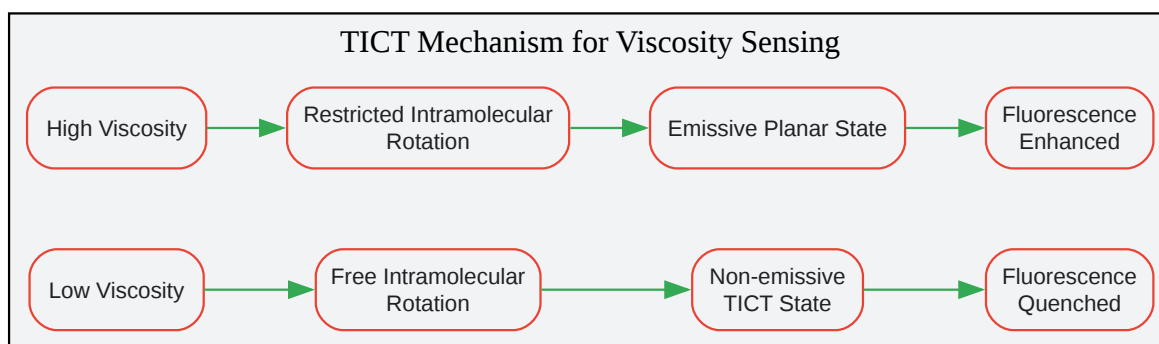 TICT Mechanism for Viscosity Sensing
High Viscosity
Restricted Intramolecular
Rotation
Emissive Planar State
Fluorescence
Enhanced
Low Viscosity
Free Intramolecular
Rotation
Non-emissive
TICT State
Fluorescence
Quenched